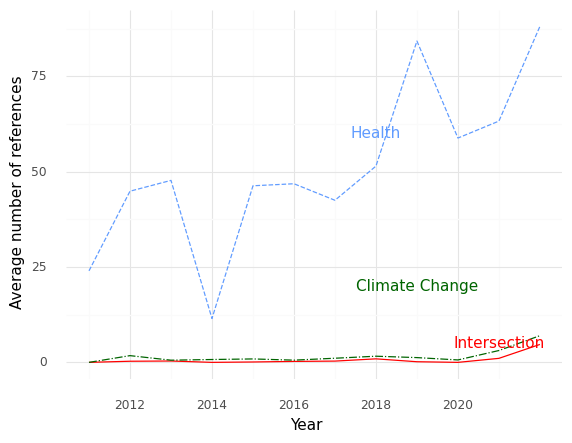 Average number of references
75
50
25
0
Health
Climate Change
Intersection
2012 2014 2016 2018 2020
Year